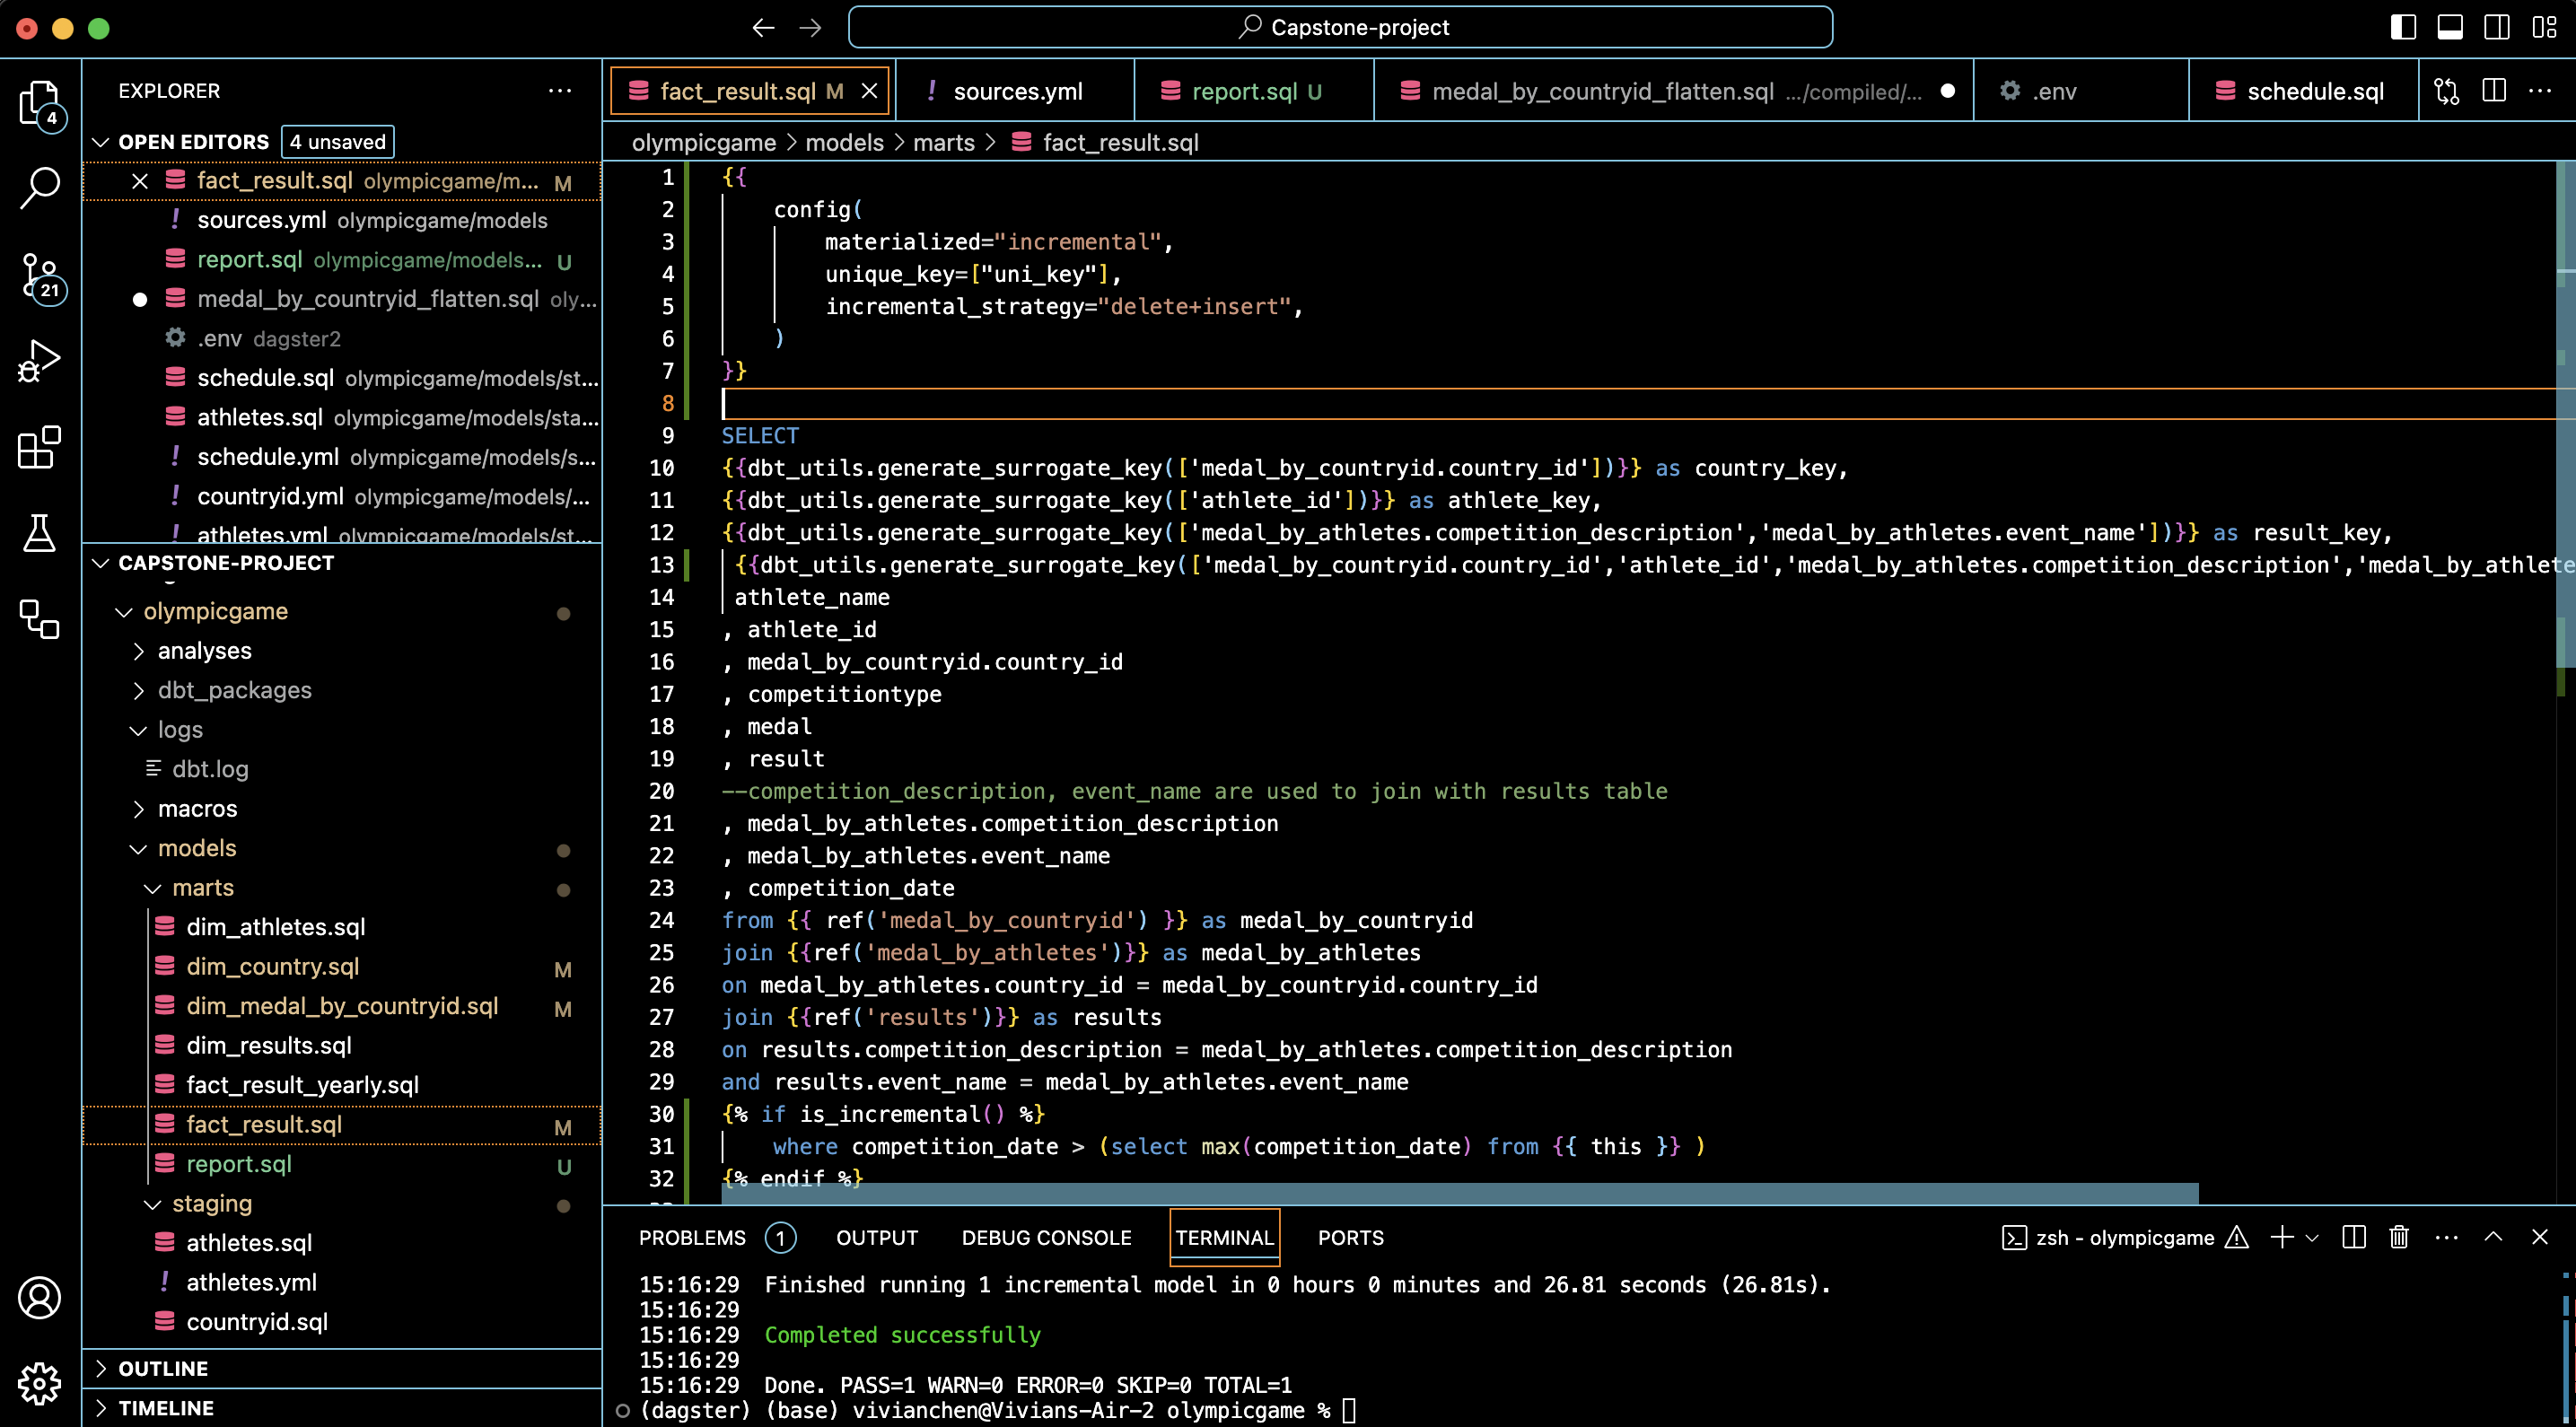 Capstone-project
EXPLORER
fact_result.sql M
sources.yml
report.sql U
medal_by_countryid_flatten.sql .../compiled/...
.env
schedule.sql
4
OPEN EDITORS 4 unsaved
olympicgame > models > marts > fact_result.sql
fact_result.sql olympicgame/m... M
sources.yml olympicgame/models
report.sql olympicgame/models... U
medal_by_countryid_flatten.sql oly...
.env dagster2
schedule.sql olympicgame/models/st...
athletes.sql olympicgame/models/sta...
schedule.yml olympicgame/models/s...
countryid.yml olympicgame/models/...
athletes.yml olympicgame/models/st...
21
CAPSTONE-PROJECT
olympicgame
analyses
dbt_packages
logs
dbt.log
macros
models
marts
dim_athletes.sql
dim_country.sql M
dim_medal_by_countryid.sql M
dim_results.sql
fact_result_yearly.sql
fact_result.sql M
report.sql U
staging
athletes.sql
athletes.yml
countryid.sql
OUTLINE
TIMELINE
1 {{
2 config(
3 materialized="incremental",
4 unique_key=["uni_key"],
5 incremental_strategy="delete+insert",
6 )
7 }}
8
9 SELECT
10 {{dbt_utils.generate_surrogate_key(['medal_by_countryid.country_id'])}} as country_key,
11 {{dbt_utils.generate_surrogate_key(['athlete_id'])}} as athlete_key,
12 {{dbt_utils.generate_surrogate_key(['medal_by_athletes.competition_description','medal_by_athletes.event_name'])}} as result_key,
13 {{dbt_utils.generate_surrogate_key(['medal_by_countryid.country_id','athlete_id','medal_by_athletes.competition_description','medal_by_athlete
14 athlete_name
15 , athlete_id
16 , medal_by_countryid.country_id
17 , competitiontype
18 , medal
19 , result
20 --competition_description, event_name are used to join with results table
21 , medal_by_athletes.competition_description
22 , medal_by_athletes.event_name
23 , competition_date
24 from {{ ref('medal_by_countryid') }} as medal_by_countryid
25 join {{ref('medal_by_athletes')}} as medal_by_athletes
26 on medal_by_athletes.country_id = medal_by_countryid.country_id
27 join {{ref('results')}} as results
28 on results.competition_description = medal_by_athletes.competition_description
29 and results.event_name = medal_by_athletes.event_name
30 {% if is_incremental() %}
31 where competition_date > (select max(competition_date) from {{ this }} )
32 {% endif %}
PROBLEMS 1 OUTPUT DEBUG CONSOLE TERMINAL PORTS
zsh - olympicgame
15:16:29 Finished running 1 incremental model in 0 hours 0 minutes and 26.81 seconds (26.81s).
15:16:29
15:16:29 Completed successfully
15:16:29
15:16:29 Done. PASS=1 WARN=0 ERROR=0 SKIP=0 TOTAL=1
(dagster) (base) vivianchen@Vivians-Air-2 olympicgame %